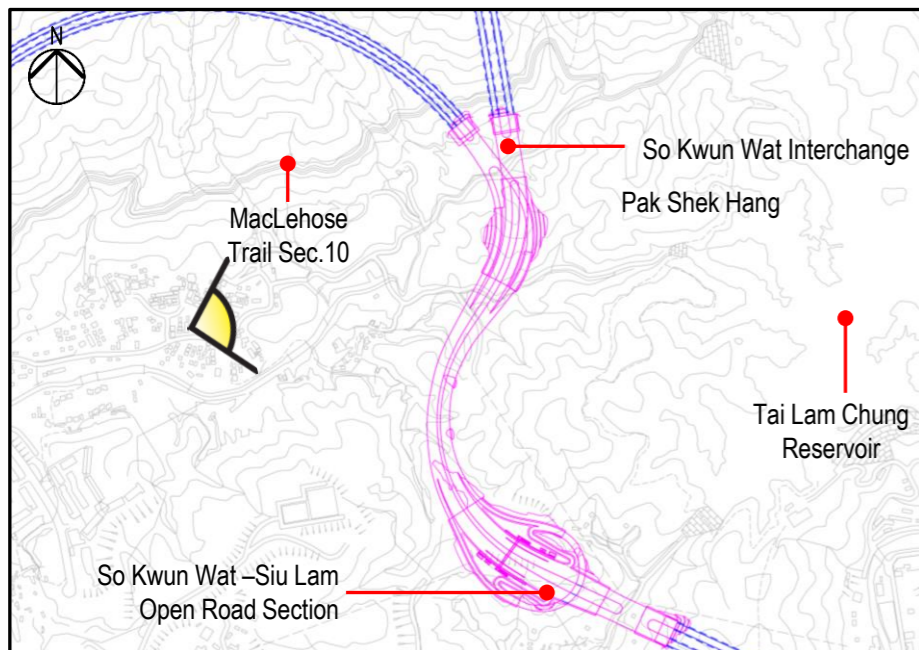 N
So Kwun Wat Interchange
Pak Shek Hang
MacLehose
Trail Sec.10
Tai Lam Chung
Reservoir
So Kwun Wat –Siu Lam
Open Road Section